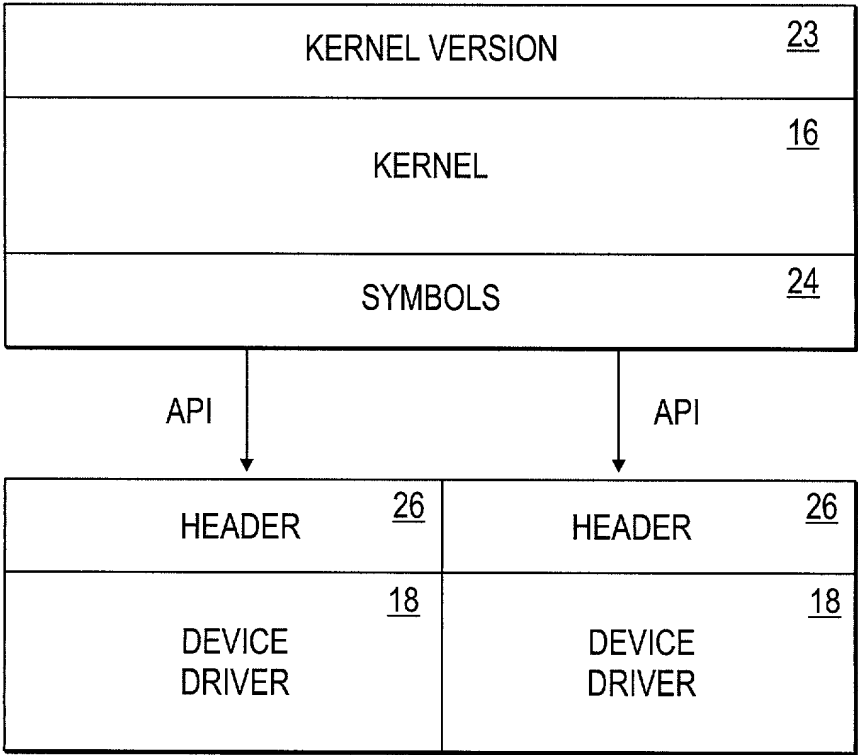 KERNEL VERSION 23
KERNEL 16
SYMBOLS 24
API API
HEADER 26 HEADER 26
18 18
DEVICE DEVICE
DRIVER DRIVER